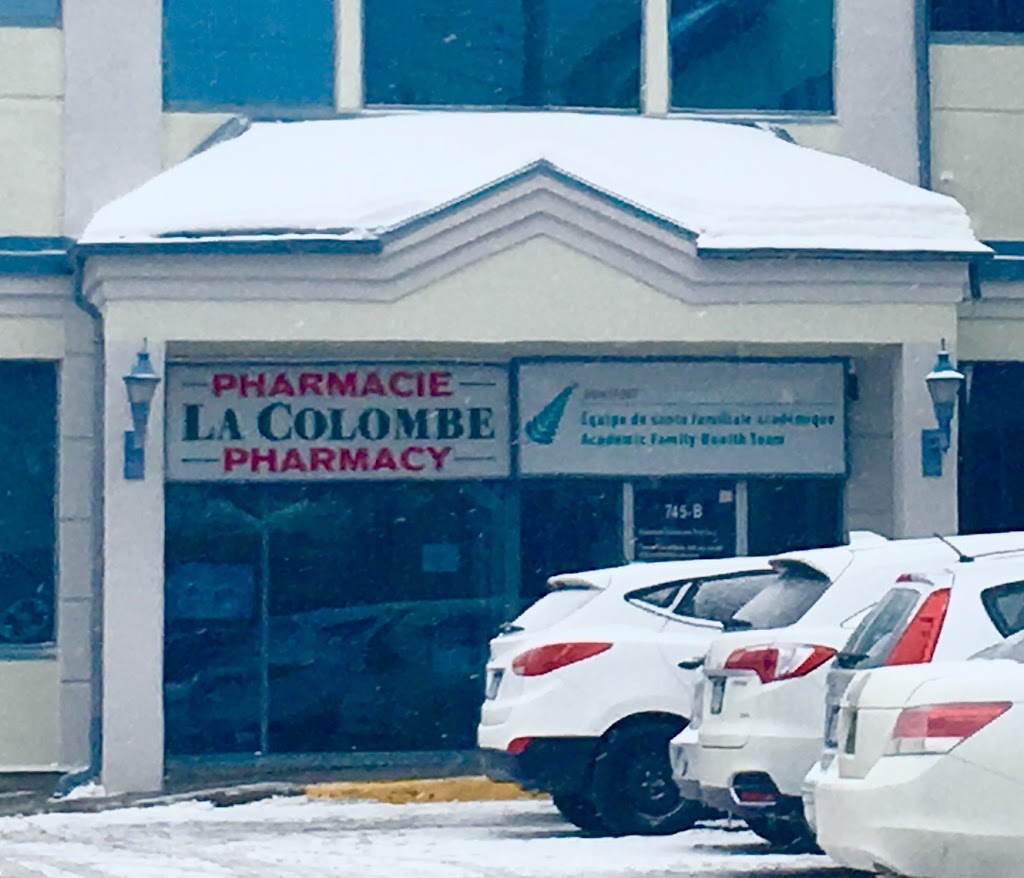 PHARMACIE
LA COLOMBE
PHARMACY
Équipe de santé familiale académique
Academic Family Health Team
745-B